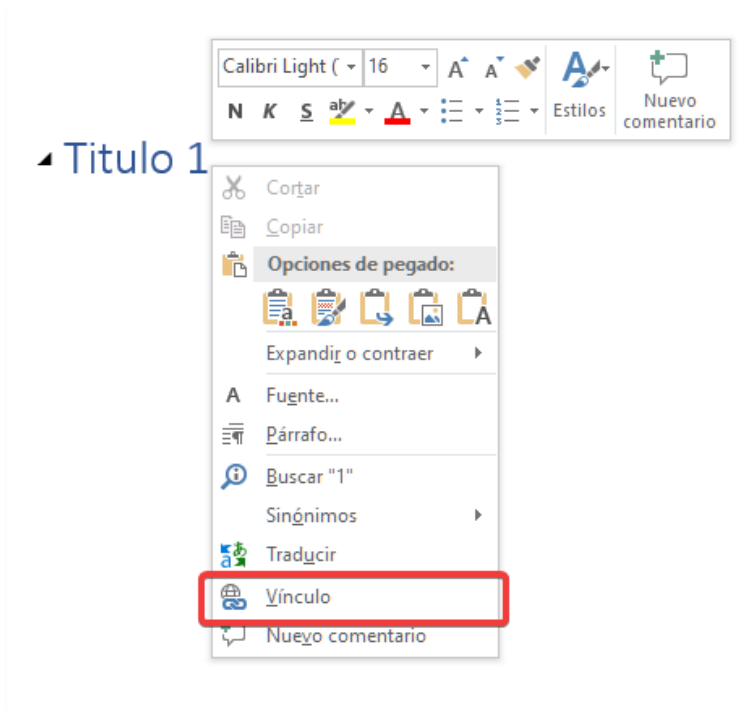 Calibri Light ( 16 A A
N K S aby A Estilos Nuevo comentario
Titulo 1
Cortar
Copiar
Opciones de pegado:
Expandir o contraer
A Fuente...
Párrafo...
Buscar "1"
Sinónimos
Traducir
Vínculo
Nuevo comentario